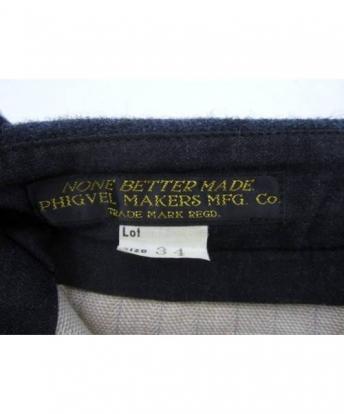 NONE BETTER MADE.
PHIGVEL MAKERS MFG. Co.
TRADE MARK REGD.
Lot
SIZE 34